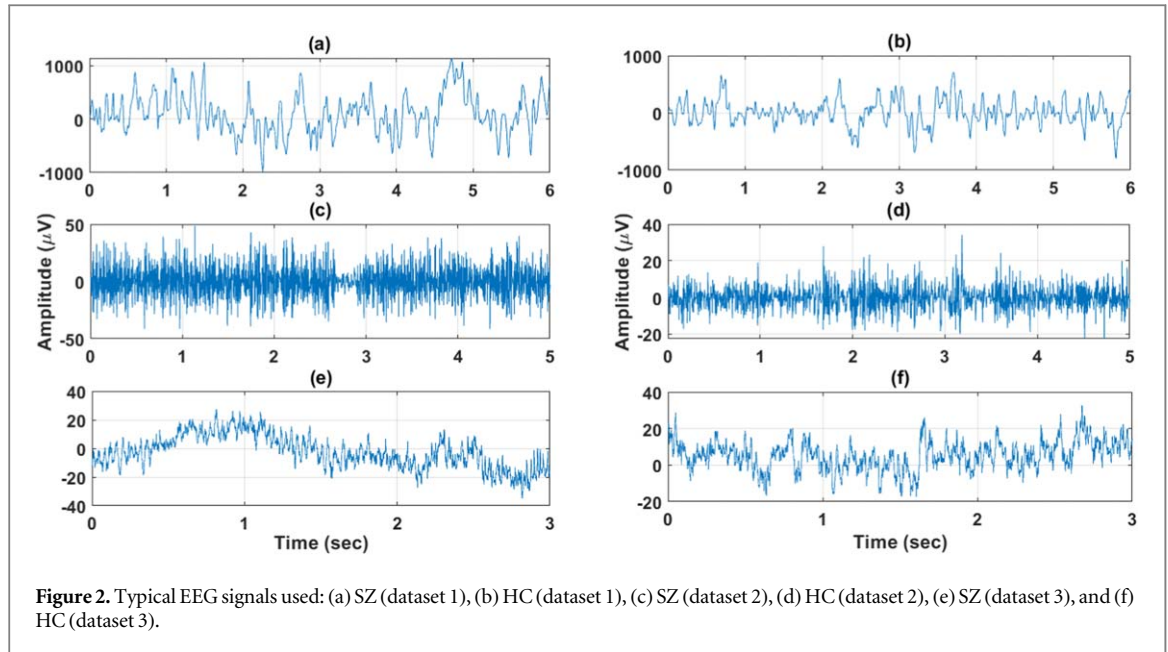 (a)
1000
0
-1000
0 1 2 3 4 5 6
(b)
1000
0
-1000
0 1 2 3 4 5 6
(c)
Amplitude (μV)
50
0
-50
0 1 2 3 4 5
(d)
Amplitude (μV)
40
20
0
-20
0 1 2 3 4 5
(e)
40
20
0
-20
-40
0 1 2 3
Time (sec)
(f)
40
20
0
-20
0 1 2 3
Time (sec)
Figure 2. Typical EEG signals used: (a) SZ (dataset 1), (b) HC (dataset 1), (c) SZ (dataset 2), (d) HC (dataset 2), (e) SZ (dataset 3), and (f)
HC (dataset 3).